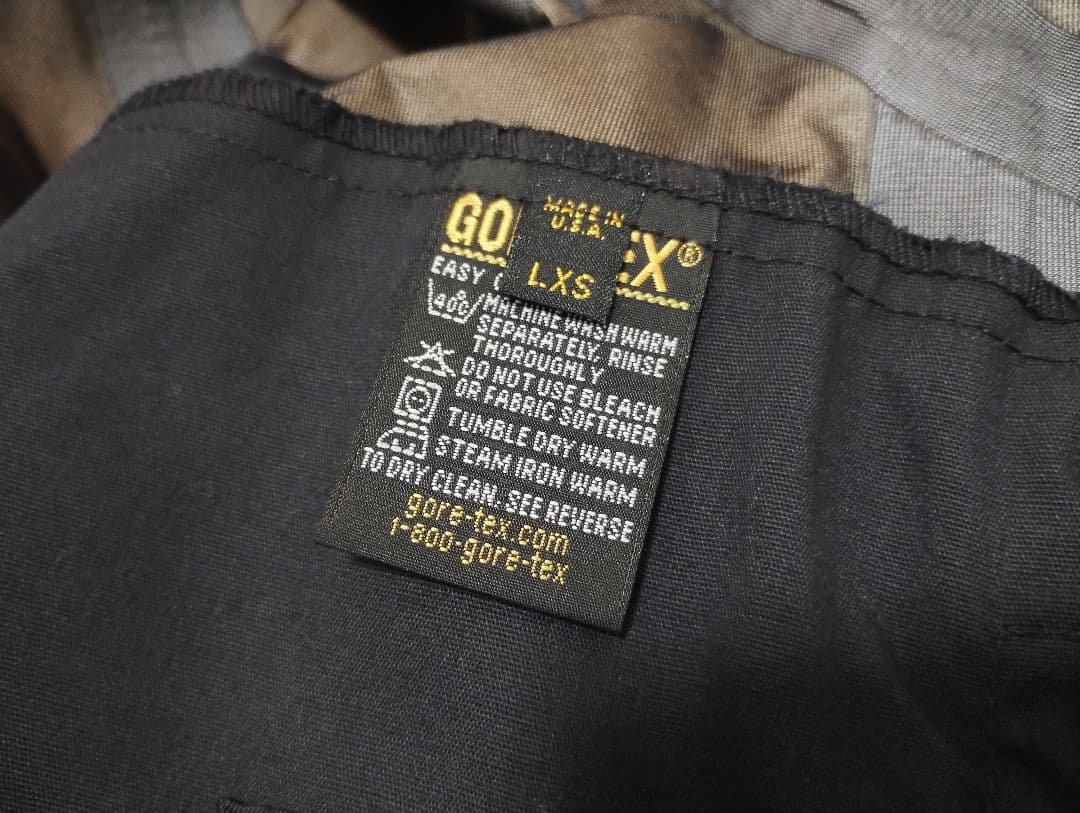 MADE IN
U.S.A.
LXS
GO EX®
EASY C
40°C/MACHINE WASH WARM
SEPARATELY, RINSE
THOROUGHLY
DO NOT USE BLEACH
OR FABRIC SOFTENER
TUMBLE DRY WARM
STEAM IRON WARM
TO DRY CLEAN, SEE REVERSE
gore-tex.com
1-800-gore-tex